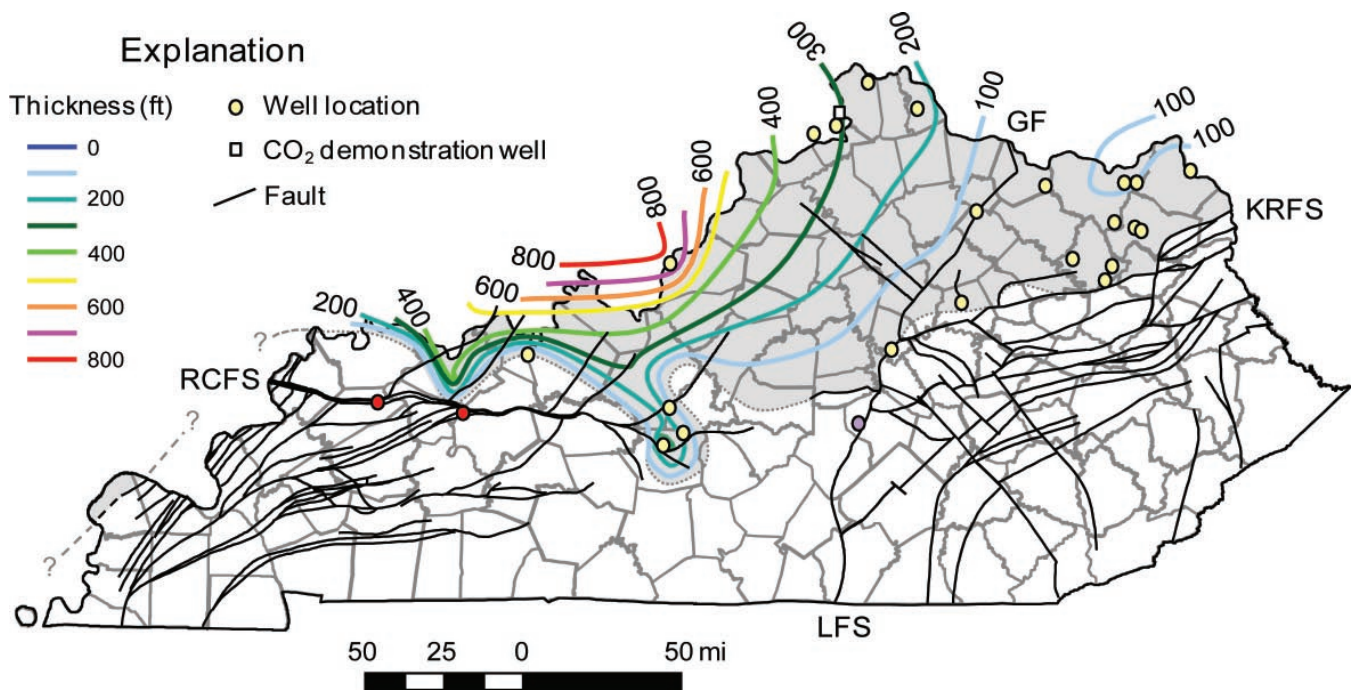 Explanation
Thickness (ft)
0
200
400
600
800
Well location
CO₂ demonstration well
Fault
300
200
100
400
GF
100
100
600
800
KRFS
800
600
200
400
?
RCFS
?
?
LFS
50 25 0 50 mi